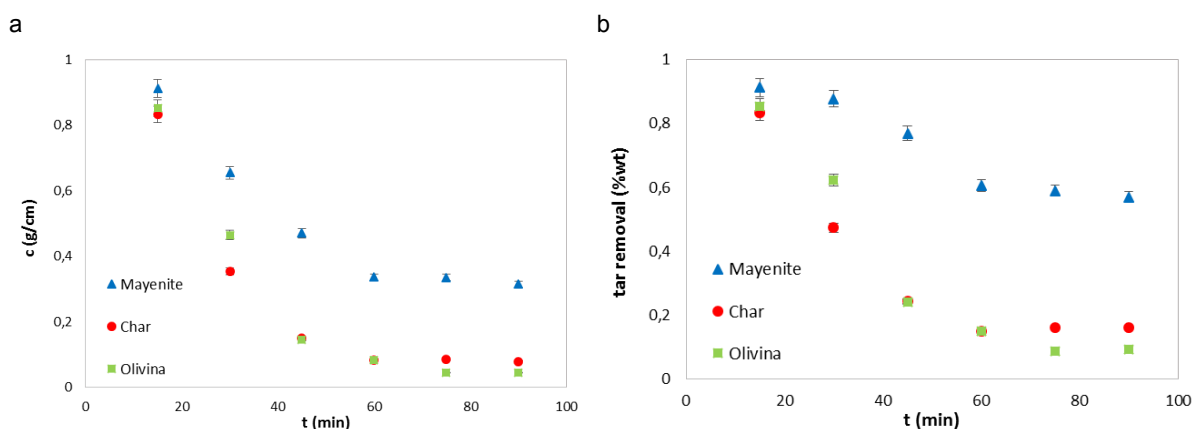 a
1
0,8
0,6
0,4
0,2
0
c (g/cm)
Mayenite
Char
Olivina
0 20 40 60 80 100
t (min)
b
1
0,8
0,6
0,4
0,2
0
tar removal (%wt)
Mayenite
Char
Olivina
0 20 40 60 80 100
t (min)